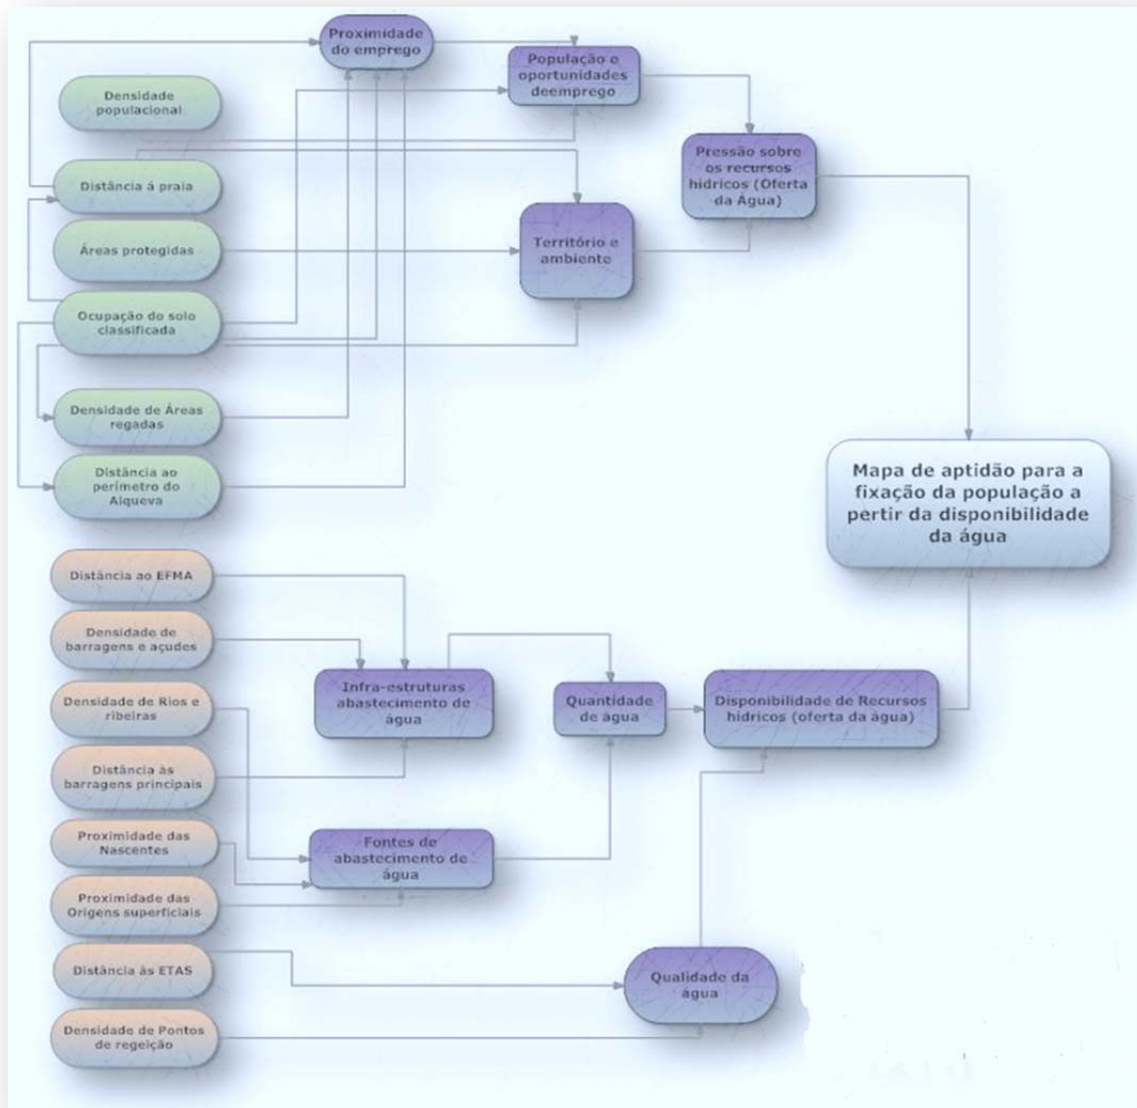 Proximidade
do emprego
População e
oportunidades
deemprego
Densidade
populacional
Pressão sobre
os recursos
hídricos (Oferta
da Água)
Distância á praia
Território e
ambiente
Áreas protegidas
Ocupação do solo
classificada
Densidade de Áreas
regadas
Distância ao
perímetro do
Alqueva
Mapa de aptidão para a
fixação da população a
pertir da disponibilidade
da água
Distância ao EFMA
Densidade de
barragens e açudes
Infra-estruturas
abastecimento de
água
Quantidade
de água
Disponibilidade de Recursos
hídricos (oferta da água)
Densidade de Rios e
ribeiras
Distância às
barragens principais
Proximidade das
Nascentes
Fontes de
abastecimento de
água
Proximidade das
Origens superficiais
Distância às ETAS
Qualidade da
água
Densidade de Pontos
de regeição